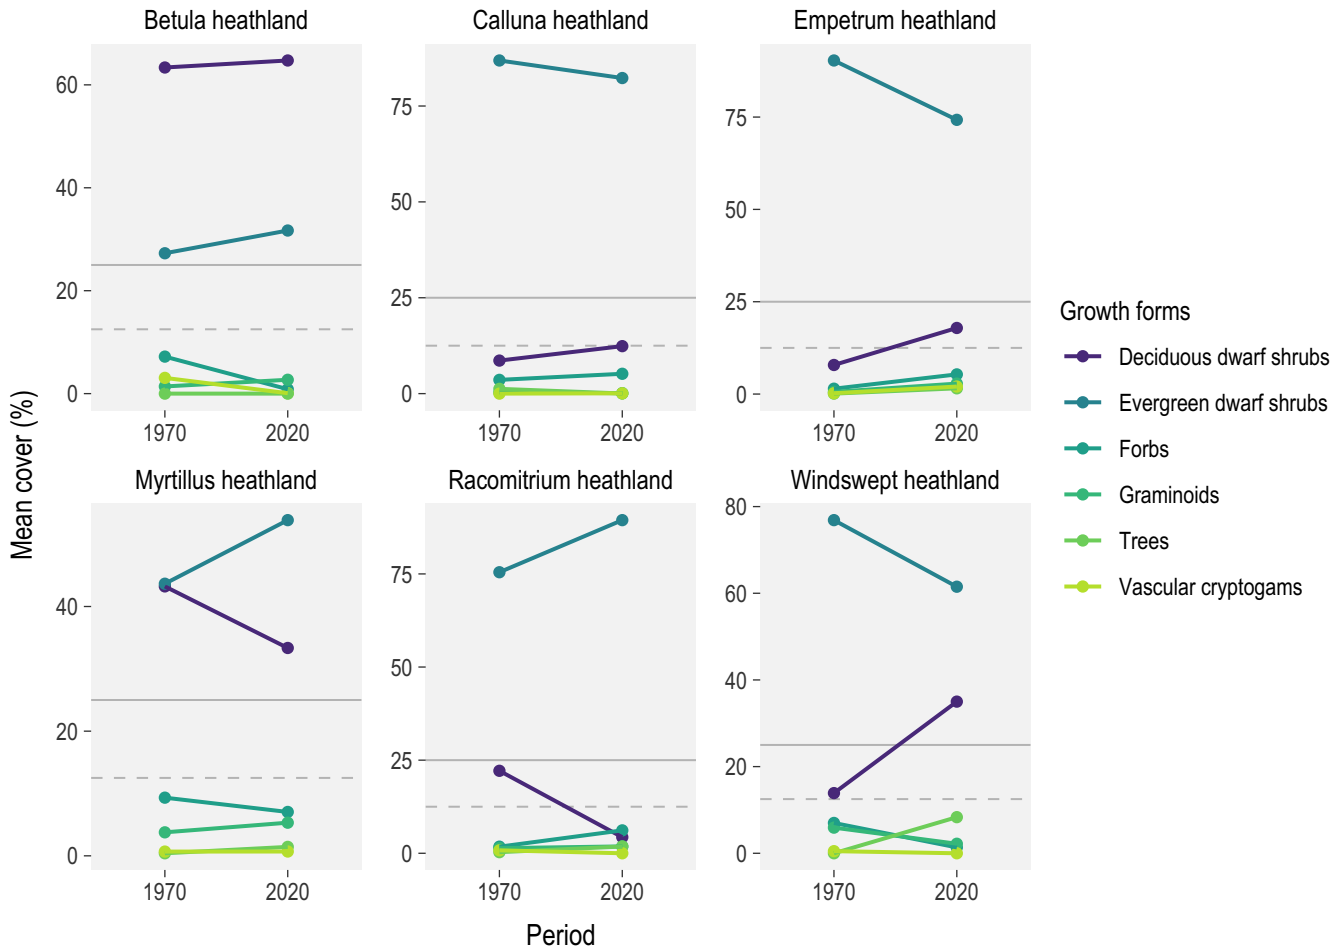 Betula heathland
Calluna heathland
Empetrum heathland
60
40
20
0
75
50
25
0
75
50
25
0
1970 2020
1970 2020
1970 2020
Myrtillus heathland
Racomitrium heathland
Windswept heathland
40
20
0
75
50
25
0
80
60
40
20
0
1970 2020
1970 2020
1970 2020
Mean cover (%)
Period
Growth forms
Deciduous dwarf shrubs
Evergreen dwarf shrubs
Forbs
Graminoids
Trees
Vascular cryptogams